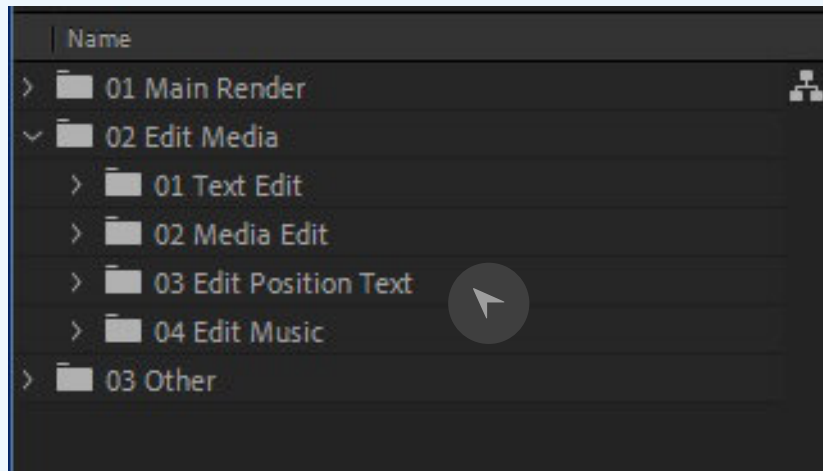 Name
01 Main Render
02 Edit Media
01 Text Edit
02 Media Edit
03 Edit Position Text
04 Edit Music
03 Other